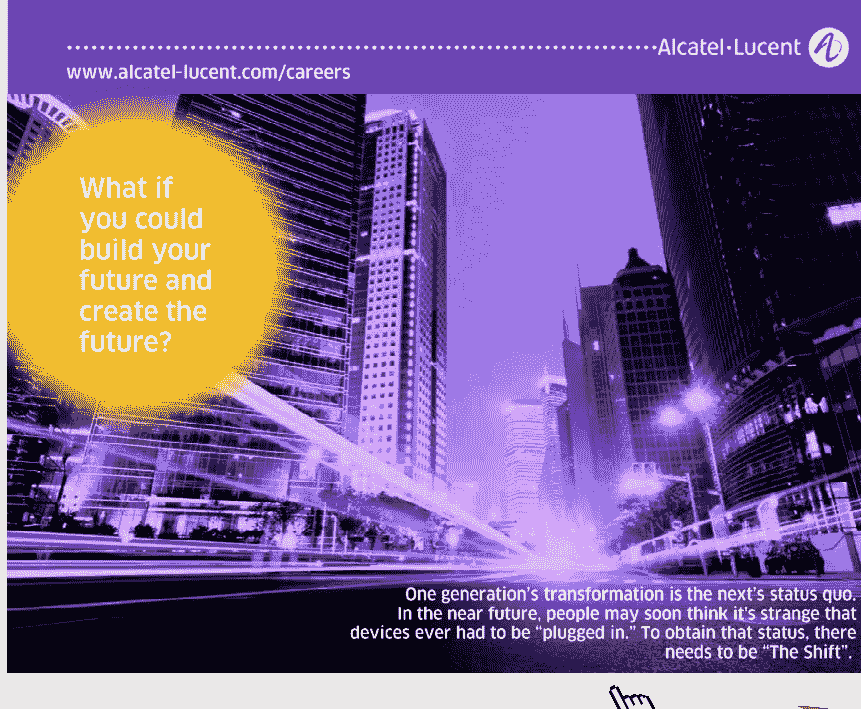 Alcatel·Lucent
www.alcatel-lucent.com/careers
What if
you could
build your
future and
create the
future?
One generation's transformation is the next's status quo.
In the near future, people may soon think it's strange that
devices ever had to be “plugged in.” To obtain that status, there
needs to be “The Shift”.